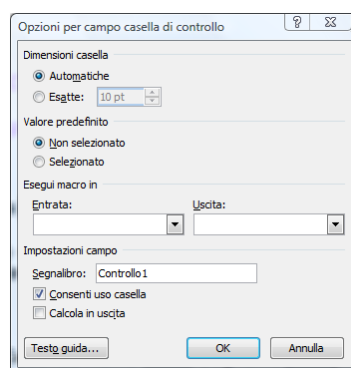 Opzioni per campo casella di controllo
Dimensioni casella
Automatiche
Esatte: 10 pt
Valore predefinito
Non selezionato
Selezionato
Esegui macro in
Entrata: Uscita:
Impostazioni campo
Segnalibro: Controllo1
Consenti uso casella
Calcola in uscita
Testo guida... OK Annulla